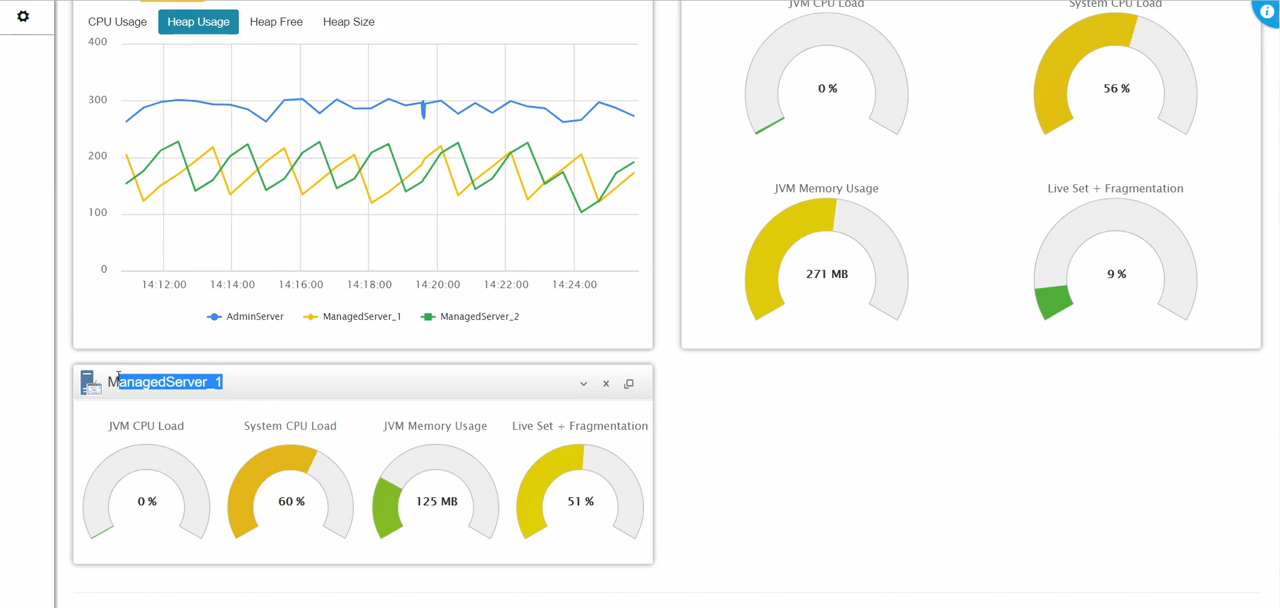 CPU Usage Heap Usage Heap Free Heap Size
400
300
200
100
0
14:12:00 14:14:00 14:16:00 14:18:00 14:20:00 14:22:00 14:24:00
AdminServer ManagedServer_1 ManagedServer_2
JVM CPU Load System CPU Load
0 % 56 %
JVM Memory Usage Live Set + Fragmentation
271 MB 9 %
ManagedServer_1
JVM CPU Load System CPU Load JVM Memory Usage Live Set + Fragmentation
0 % 60 % 125 MB 51 %